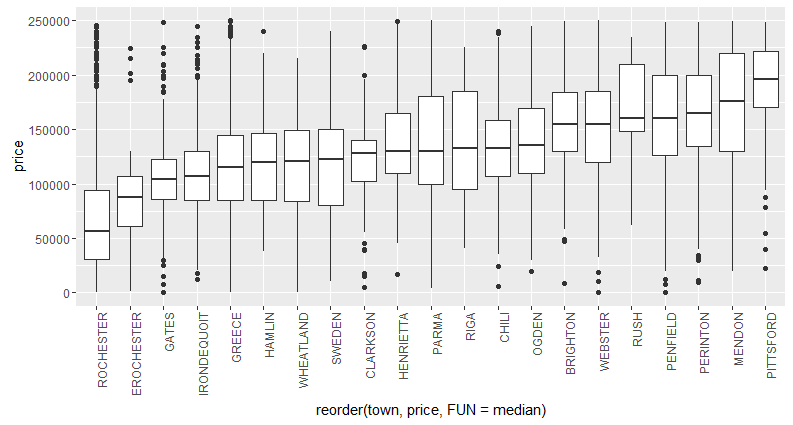 250000
200000
150000
100000
50000
0
price
ROCHESTER
EROCHESTER
GATES
IRONDEQUOIT
GREECE
HAMLIN
WHEATLAND
SWEDEN
CLARKSON
HENRIETTA
PARMA
RIGA
CHILI
OGDEN
BRIGHTON
WEBSTER
RUSH
PENFIELD
PERINTON
MENDON
PITTSFORD
reorder(town, price, FUN = median)